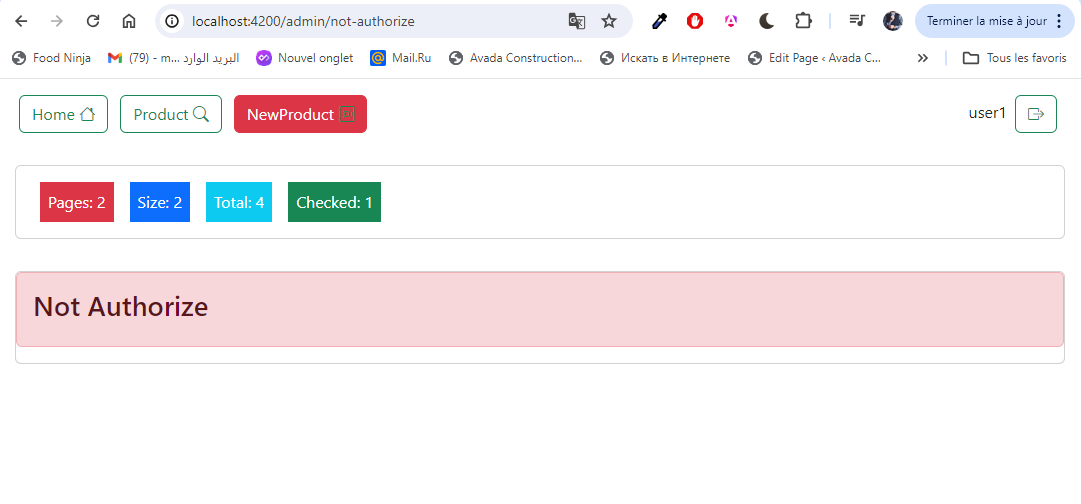 localhost:4200/admin/not-authorize
Terminer la mise à jour
Food Ninja
(79) - m... البريد الوارد
Nouvel onglet
Mail.Ru
Avada Construction...
Искать в Интернете
Edit Page ‹ Avada C...
Tous les favoris
Home
Product
NewProduct
user1
Pages: 2
Size: 2
Total: 4
Checked: 1
Not Authorize